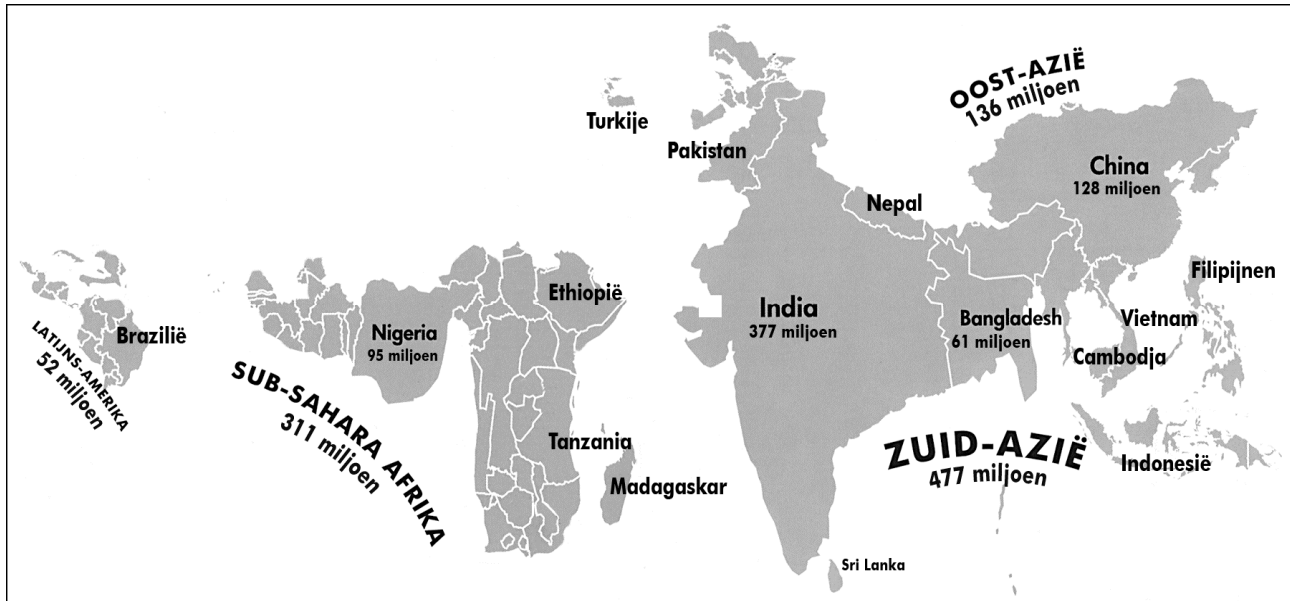 OOST-AZIË
136 miljoen
Turkije
Pakistan
China
128 miljoen
Nepal
Filipijnen
Ethiopië
India
377 miljoen
Bangladesh
61 miljoen
Vietnam
Brazilië
Nigeria
95 miljoen
Cambodja
LATIJNS-AMERIKA
52 miljoen
SUB-SAHARA AFRIKA
311 miljoen
Tanzania
ZUID-AZIË
477 miljoen
Indonesië
Madagaskar
Sri Lanka